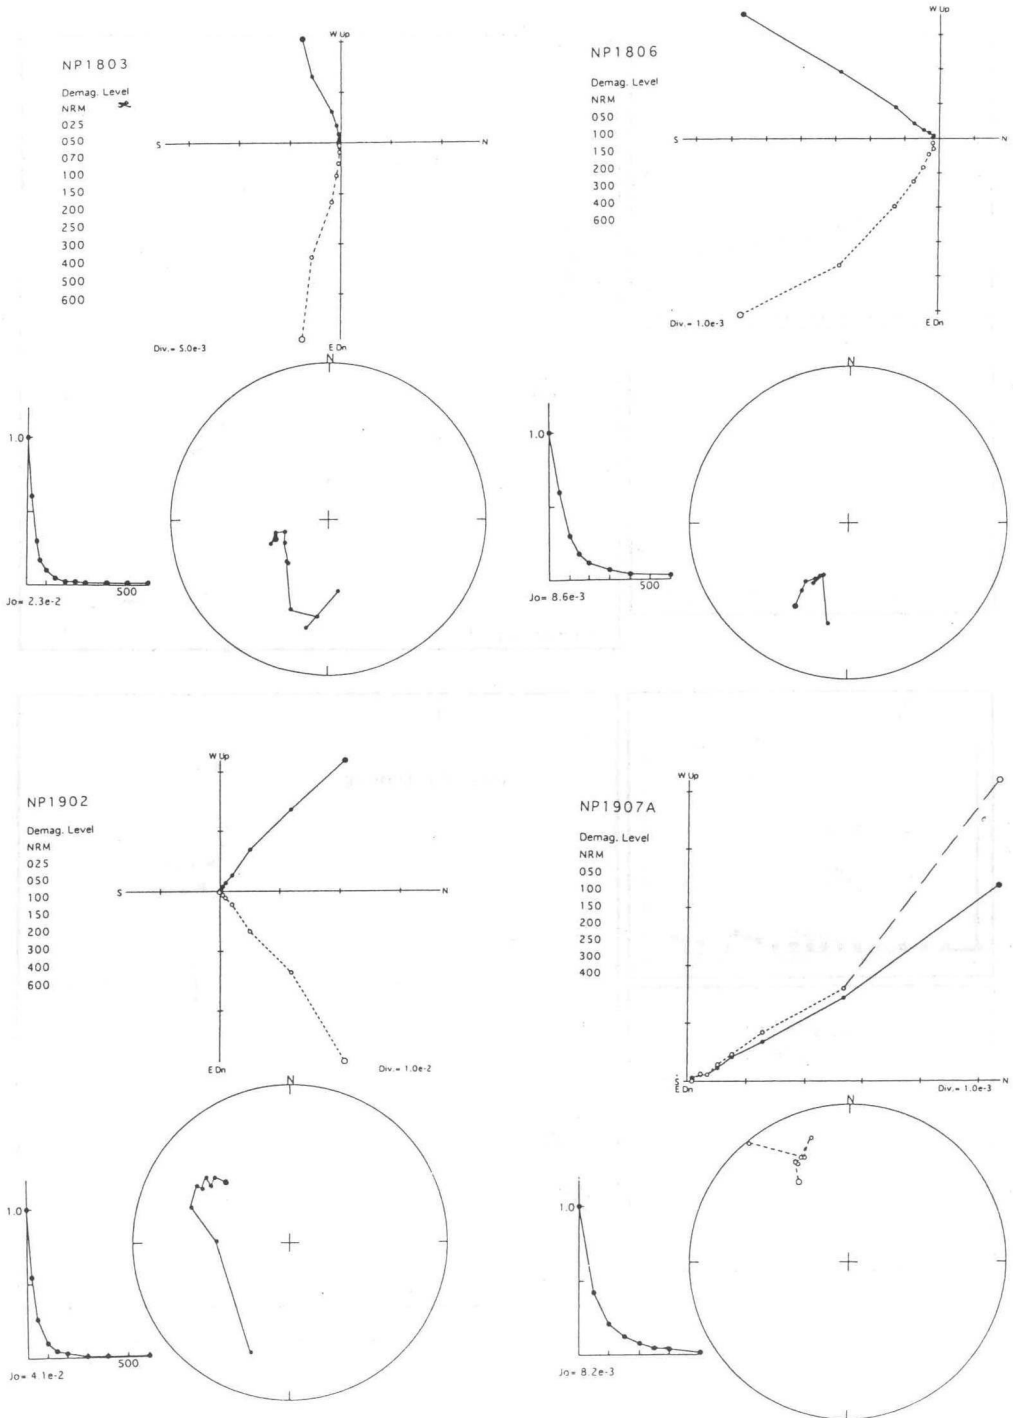 NP1803
Demag. Level
NRM
025
050
070
100
150
200
250
300
400
500
600
W Up
S
N
E Dn
Div.= 5.0e-3
N
1.0
500
Jo= 2.3e-2
NP1806
Demag. Level
NRM
050
100
150
200
300
400
600
W Up
S
N
E Dn
Div.= 1.0e-3
N
1.0
500
Jo= 8.6e-3
NP1902
Demag. Level
NRM
025
050
100
150
200
300
400
600
W Up
S
N
E Dn
Div.= 1.0e-2
N
1.0
500
Jo= 4.1e-2
NP1907A
Demag. Level
NRM
050
100
150
200
250
300
400
W Up
S
N
E Dn
Div.= 1.0e-3
N
1.0
Jo= 8.2e-3